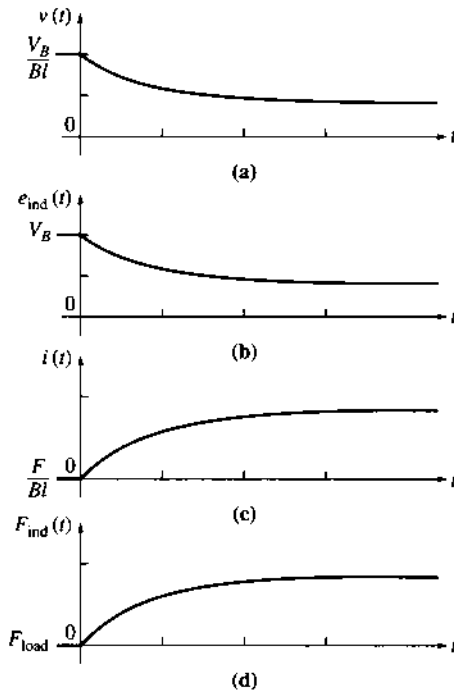 v(t)
V_B
Bl
0
t
(a)
e_ind(t)
V_B
0
t
(b)
i(t)
0
F
Bl
t
(c)
F_ind(t)
0
F_load
t
(d)